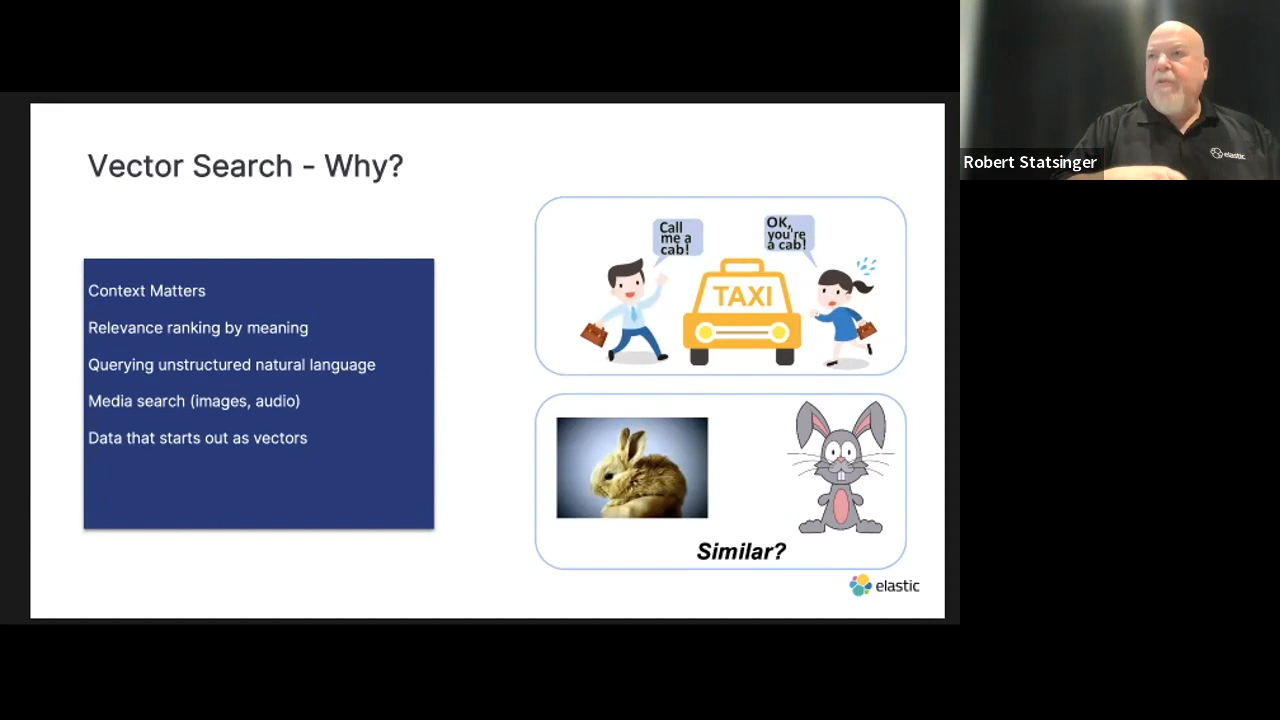 Vector Search - Why?
Context Matters
Relevance ranking by meaning
Querying unstructured natural language
Media search (images, audio)
Data that starts out as vectors
Call
me a
cab!
OK,
you're
a cab!
TAXI
Similar?
elastic
elastic
Robert Statsinger